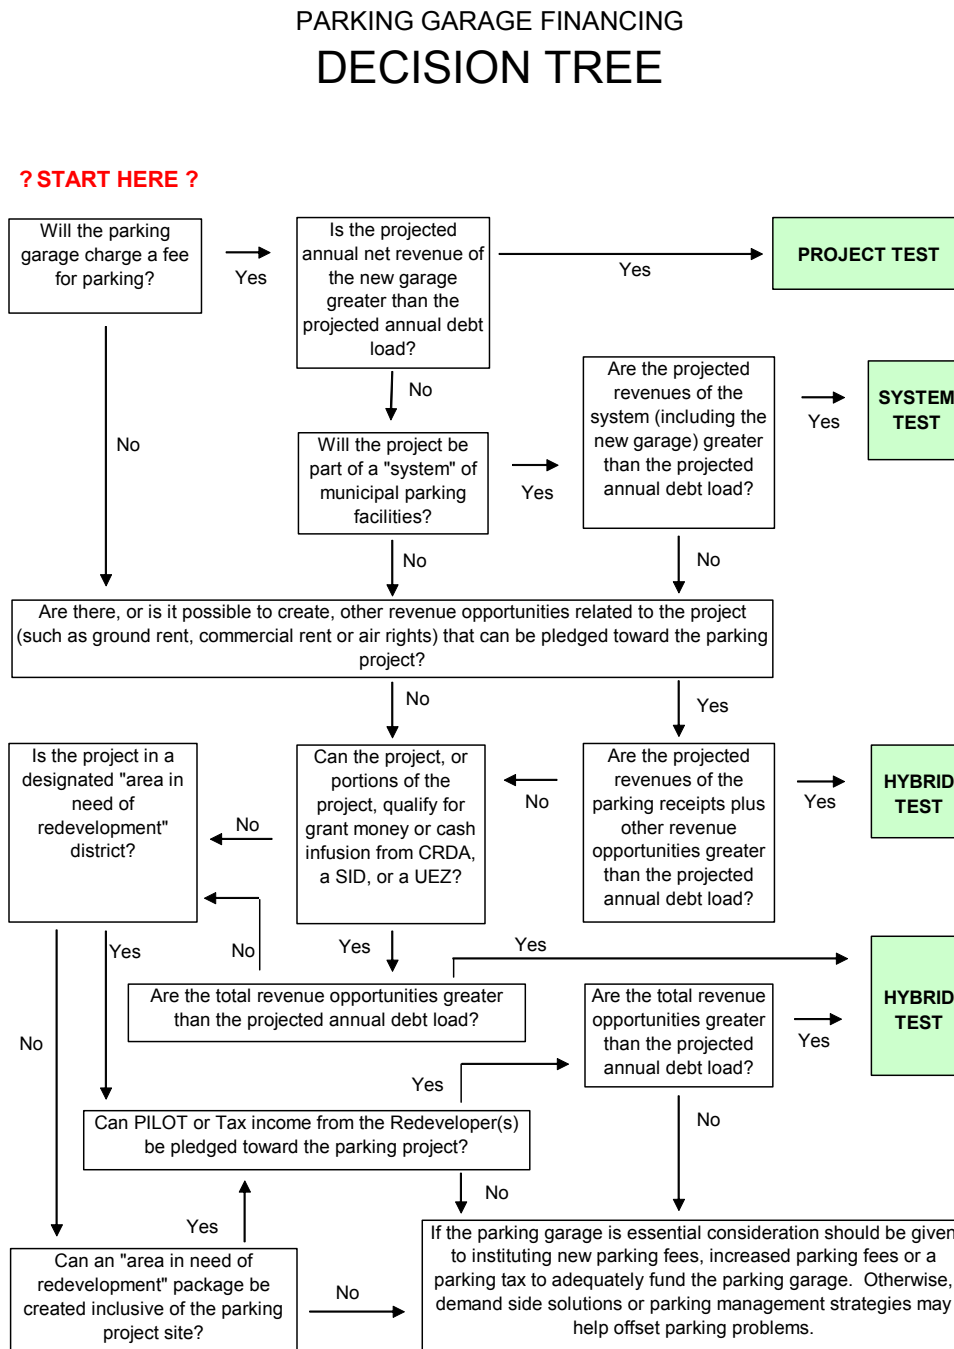 PARKING GARAGE FINANCING
DECISION TREE
? START HERE ?
Will the parking
garage charge a fee
for parking?
Yes
Is the projected
annual net revenue of
the new garage
greater than the
projected annual debt
load?
Yes
PROJECT TEST
No
No
Will the project be
part of a "system" of
municipal parking
facilities?
Yes
Are the projected
revenues of the
system (including the
new garage) greater
than the projected
annual debt load?
Yes
SYSTEM
TEST
No
No
Are there, or is it possible to create, other revenue opportunities related to the project
(such as ground rent, commercial rent or air rights) that can be pledged toward the parking
project?
No
Yes
Is the project in a
designated "area in
need of
redevelopment"
district?
No
Can the project, or
portions of the
project, qualify for
grant money or cash
infusion from CRDA,
a SID, or a UEZ?
No
Are the projected
revenues of the
parking receipts plus
other revenue
opportunities greater
than the projected
annual debt load?
Yes
HYBRID
TEST
Yes
No
Yes
Yes
No
Are the total revenue opportunities greater
than the projected annual debt load?
Are the total revenue
opportunities greater
than the projected
annual debt load?
Yes
HYBRID
TEST
Yes
Can PILOT or Tax income from the Redeveloper(s)
be pledged toward the parking project?
No
No
Yes
Can an "area in need of
redevelopment" package be
created inclusive of the parking
project site?
No
If the parking garage is essential consideration should be given
to instituting new parking fees, increased parking fees or a
parking tax to adequately fund the parking garage. Otherwise,
demand side solutions or parking management strategies may
help offset parking problems.